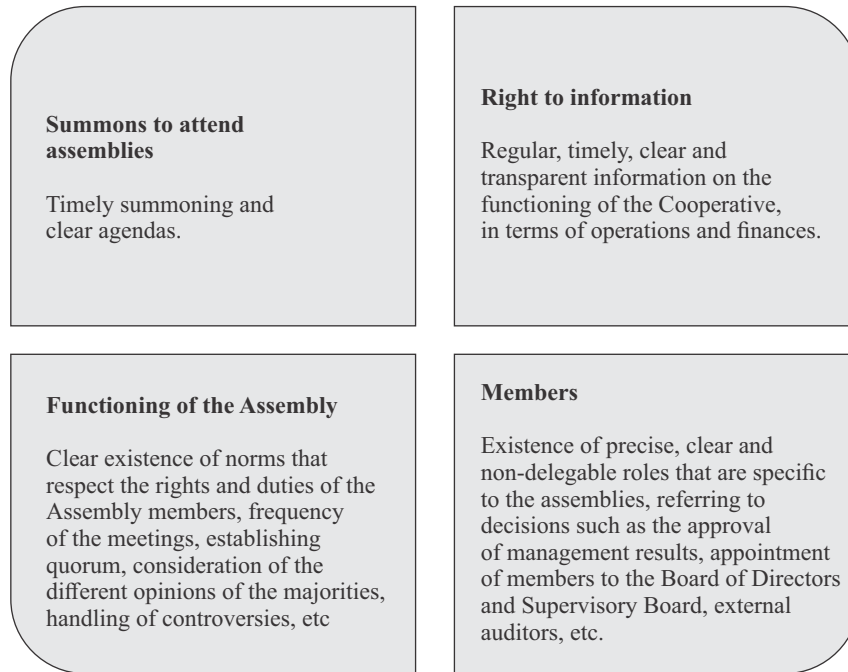 Summons to attend
assemblies
Timely summoning and
clear agendas.
Right to information
Regular, timely, clear and
transparent information on the
functioning of the Cooperative,
in terms of operations and finances.
Functioning of the Assembly
Clear existence of norms that
respect the rights and duties of the
Assembly members, frequency
of the meetings, establishing
quorum, consideration of the
different opinions of the majorities,
handling of controversies, etc
Members
Existence of precise, clear and
non-delegable roles that are specific
to the assemblies, referring to
decisions such as the approval
of management results, appointment
of members to the Board of Directors
and Supervisory Board, external
auditors, etc.